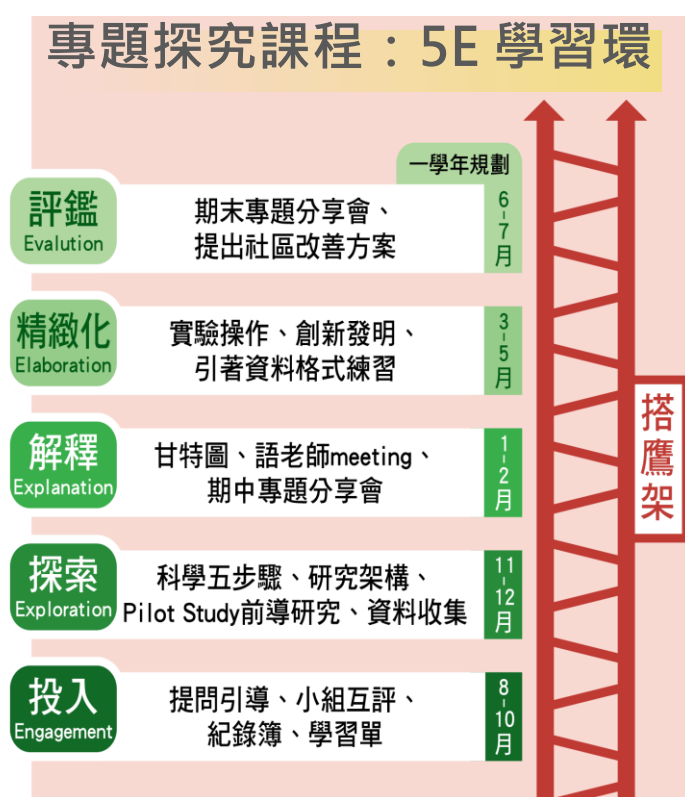 專題探究課程：5E 學習環
一學年規劃
評鑑
Evalution
期末專題分享會、
提出社區改善方案
6-7月
精緻化
Elaboration
實驗操作、創新發明、
引著資料格式練習
3-5月
解釋
Explanation
甘特圖、語老師meeting、
期中專題分享會
1-2月
探索
Exploration
科學五步驟、研究架構、
Pilot Study前導研究、資料收集
11-12月
投入
Engagement
提問引導、小組互評、
紀錄簿、學習單
8-10月
搭鷹架